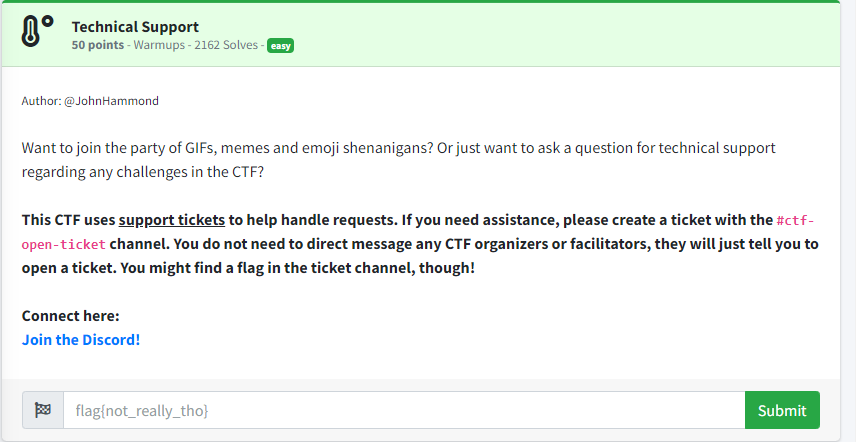 Technical Support
50 points - Warmups - 2162 Solves - easy
Author: @JohnHammond
Want to join the party of GIFs, memes and emoji shenanigans? Or just want to ask a question for technical support
regarding any challenges in the CTF?
This CTF uses support tickets to help handle requests. If you need assistance, please create a ticket with the #ctf-
open-ticket channel. You do not need to direct message any CTF organizers or facilitators, they will just tell you to
open a ticket. You might find a flag in the ticket channel, though!
Connect here:
Join the Discord!
flag{not_really_tho} Submit